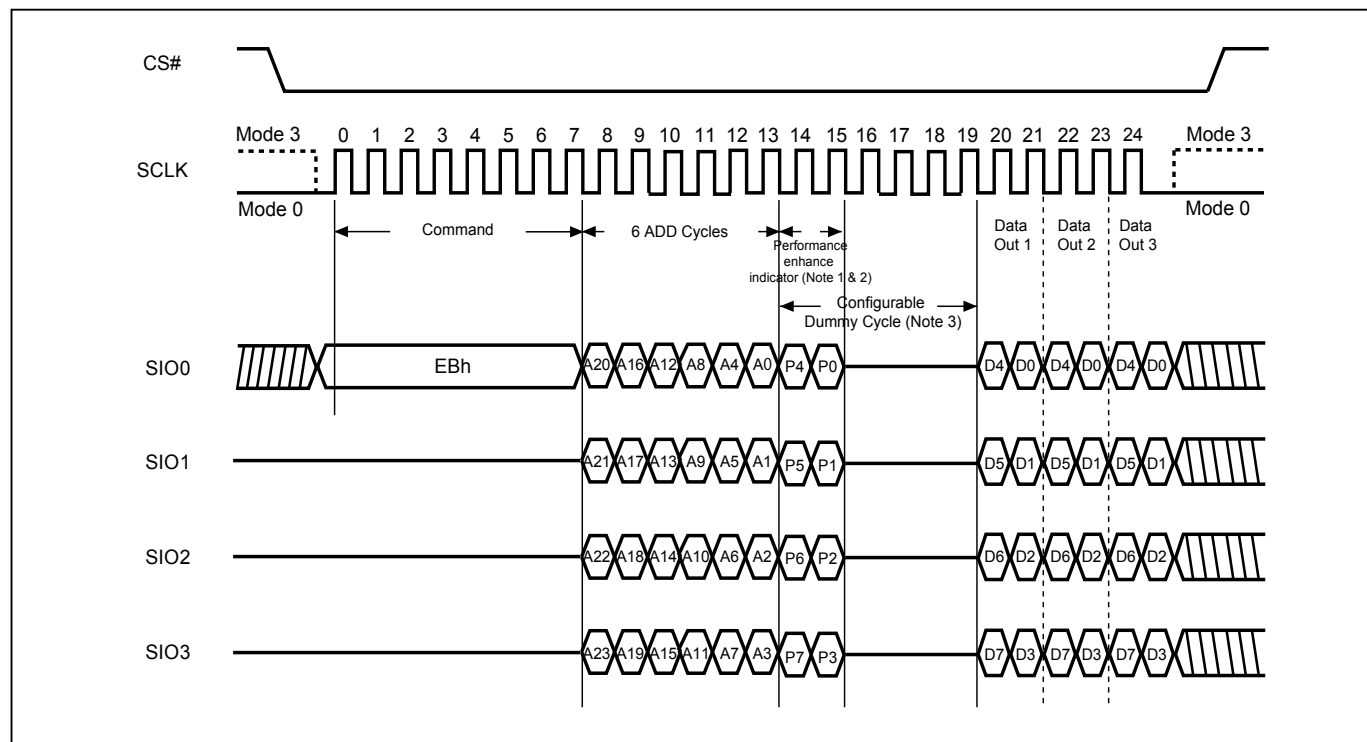 CS#
Mode 3 0 1 2 3 4 5 6 7 8 9 10 11 12 13 14 15 16 17 18 19 20 21 22 23 24 Mode 3
SCLK
Mode 0 Mode 0
Command 6 ADD Cycles Data Out 1 Data Out 2 Data Out 3
Performance
enhance
indicator (Note 1 & 2)
Configurable
Dummy Cycle (Note 3)
SIO0 EBh A20 A16 A12 A8 A4 A0 P4 P0 D4 D0 D4 D0 D4 D0
SIO1 A21 A17 A13 A9 A5 A1 P5 P1 D5 D1 D5 D1 D5 D1
SIO2 A22 A18 A14 A10 A6 A2 P6 P2 D6 D2 D6 D2 D6 D2
SIO3 A23 A19 A15 A11 A7 A3 P7 P3 D7 D3 D7 D3 D7 D3